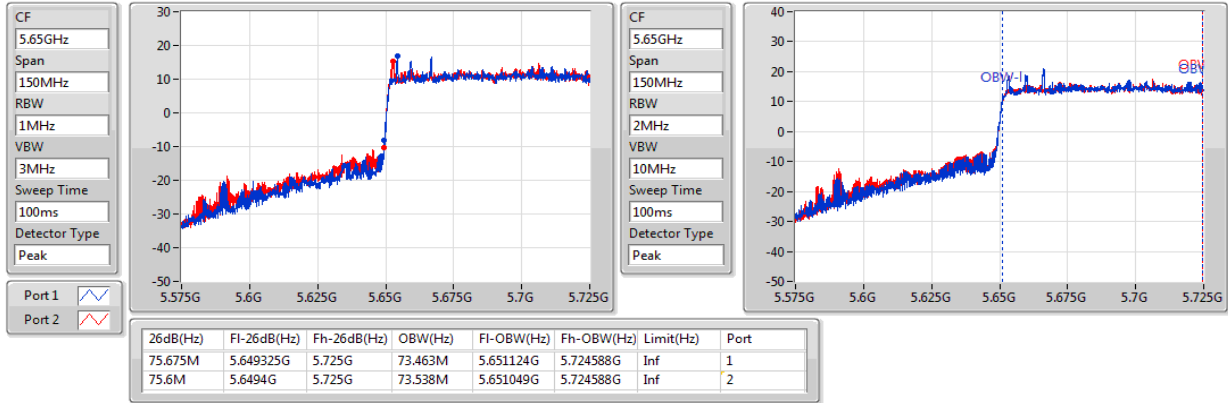 CF
5.65GHz
Span
150MHz
RBW
1MHz
VBW
3MHz
Sweep Time
100ms
Detector Type
Peak
Port 1
Port 2
30
20
10
0
-10
-20
-30
-40
-50
5.575G 5.6G 5.625G 5.65G 5.675G 5.7G 5.725G
CF
5.65GHz
Span
150MHz
RBW
2MHz
VBW
10MHz
Sweep Time
100ms
Detector Type
Peak
40
30
20
10
0
-10
-20
-30
-40
-50
OBW-l
OBV
OBV
5.575G 5.6G 5.625G 5.65G 5.675G 5.7G 5.725G
26dB(Hz) Fl-26dB(Hz) Fh-26dB(Hz) OBW(Hz) Fl-OBW(Hz) Fh-OBW(Hz) Limit(Hz) Port
75.675M 5.649325G 5.725G 73.463M 5.651124G 5.724588G Inf 1
75.6M 5.6494G 5.725G 73.538M 5.651049G 5.724588G Inf 2